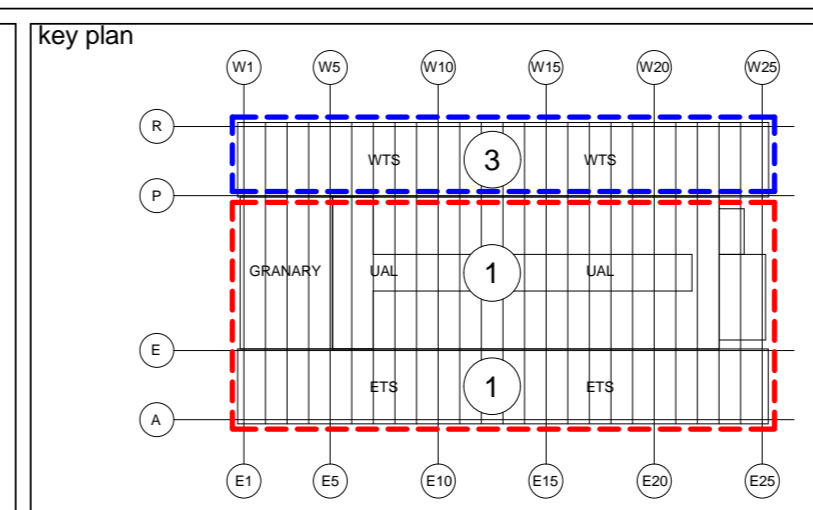 key plan
W1 W5 W10 W15 W20 W25
R
WTS 3 WTS
P
GRANARY UAL 1 UAL
E
ETS 1 ETS
A
E1 E5 E10 E15 E20 E25